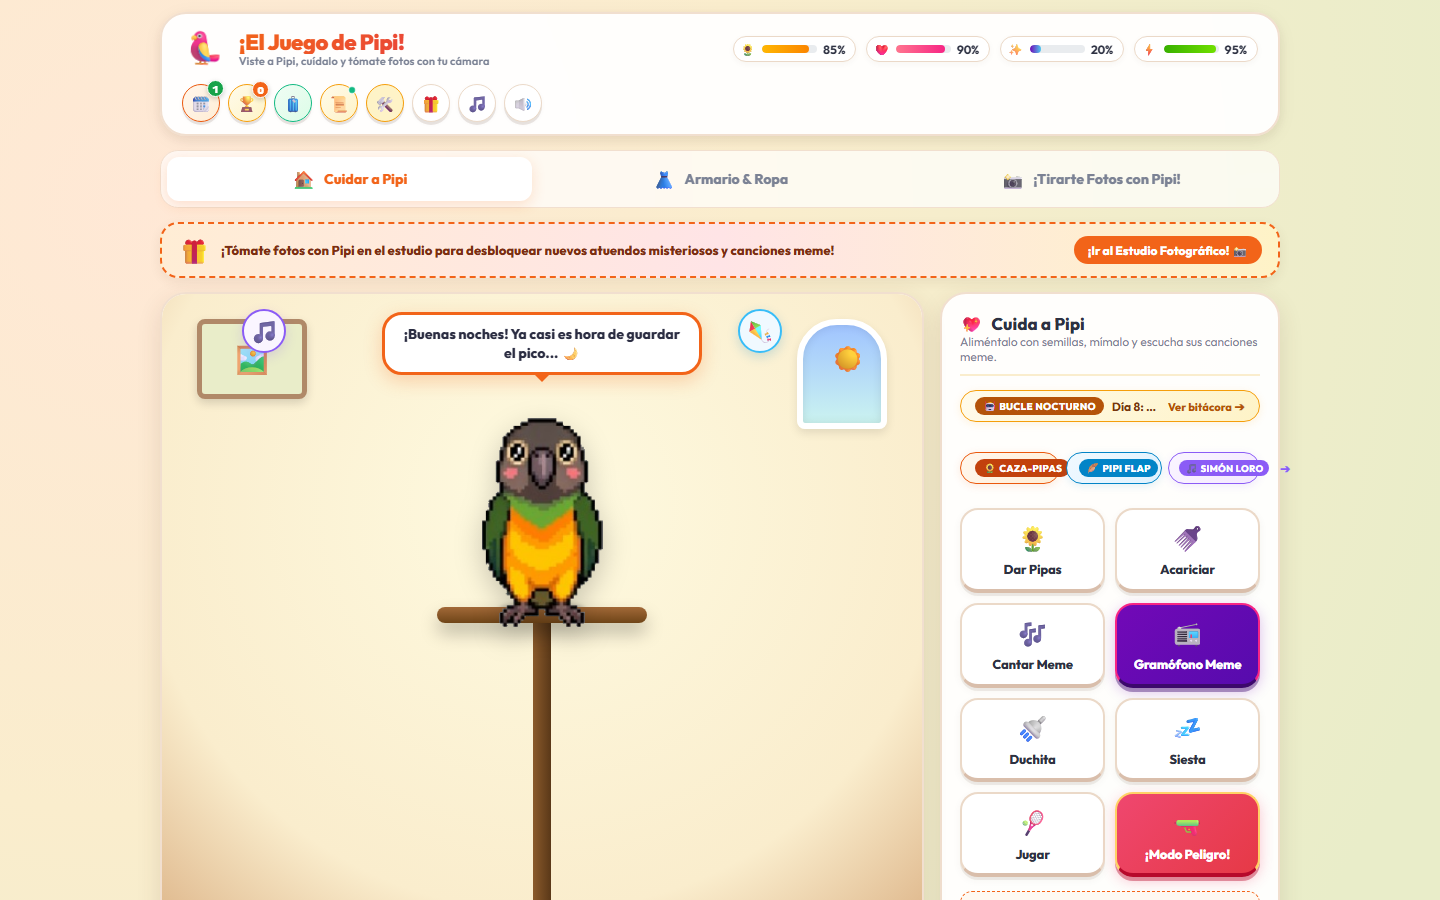 ¡El Juego de Pipi!
Viste a Pipi, cuídalo y tómate fotos con tu cámara
85%
90%
20%
95%
1
0
Cuidar a Pipi
Armario & Ropa
¡Tirarte Fotos con Pipi!
¡Tómate fotos con Pipi en el estudio para desbloquear nuevos atuendos misteriosos y canciones meme!
¡Ir al Estudio Fotográfico!
¡Buenas noches! Ya casi es hora de guardar
el pico...
Cuida a Pipi
Aliméntalo con semillas, mímalo y escucha sus canciones
meme.
BUCLE NOCTURNO
Día 8: ...
Ver bitácora →
CAZA-PIPAS
PIPI FLAP
SIMÓN LORO
→
Dar Pipas
Acariciar
Cantar Meme
Gramófono Meme
Duchita
Siesta
Jugar
¡Modo Peligro!